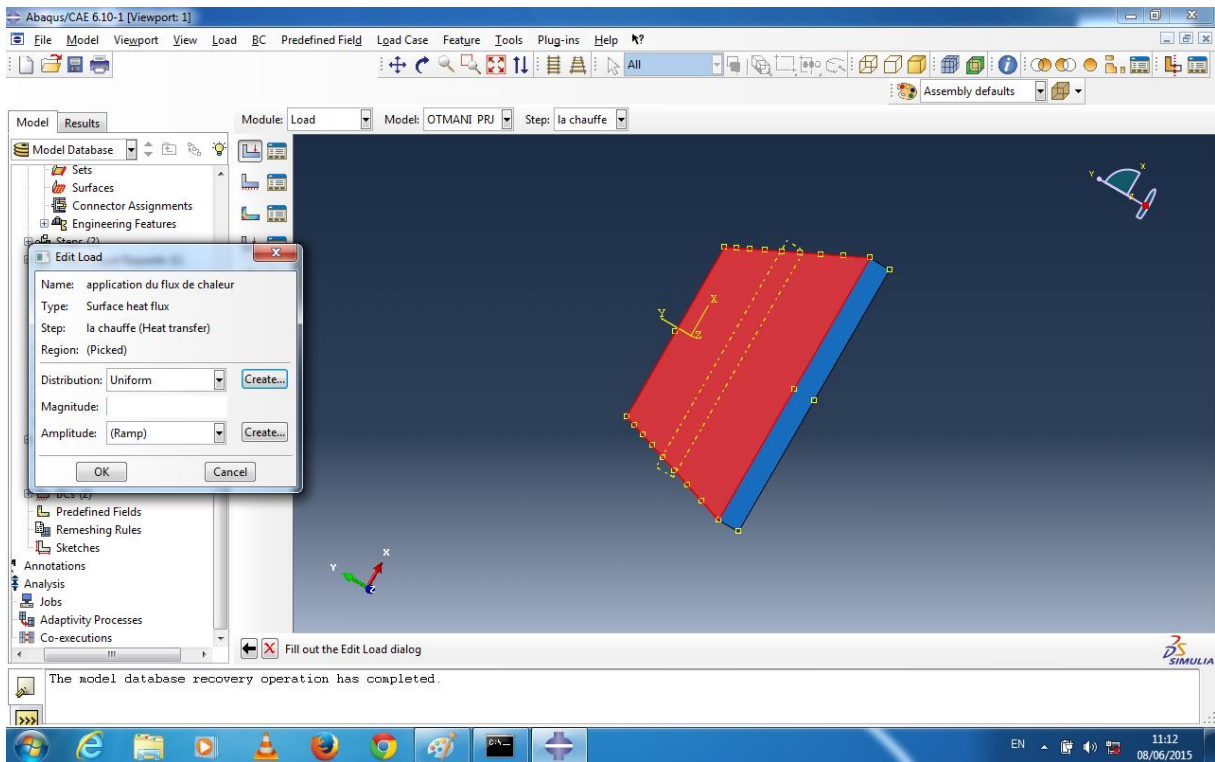 Abaqus/CAE 6.10-1 [Viewport: 1]
File Model Viewport View Load BC Predefined Field Load Case Feature Tools Plug-ins Help
All
Assembly defaults
Model Results
Module: Load Model: OTMANI PRJ Step: la chauffe
Model Database
Sets
Surfaces
Connector Assignments
Engineering Features
Steps (2)
Edit Load
Name: application du flux de chaleur
Type: Surface heat flux
Step: la chauffe (Heat transfer)
Region: (Picked)
Distribution: Uniform Create...
Magnitude:
Amplitude: (Ramp) Create...
OK Cancel
BCs (2)
Predefined Fields
Remeshing Rules
Sketches
Annotations
Analysis
Jobs
Adaptivity Processes
Co-executions
X
Y
Y
X
Z
X
Y
Z
Fill out the Edit Load dialog
SIMULIA
The model database recovery operation has completed.
>>>
EN 11:12
08/06/2015